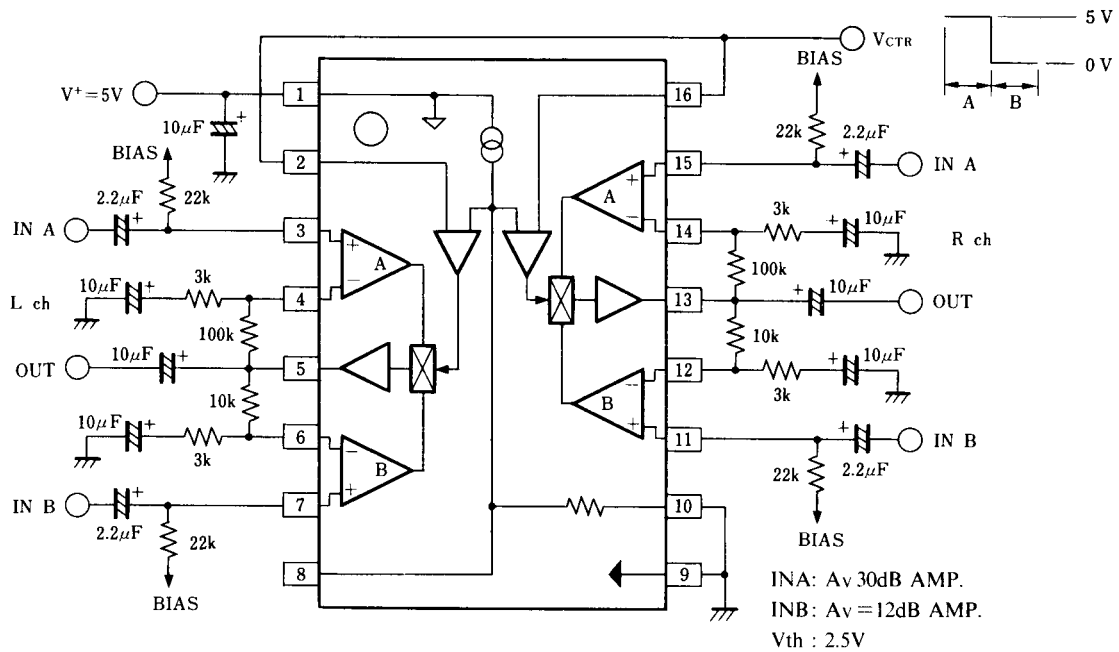 5 V
VCTR
BIAS
0 V
V+=5V
1
16
A B
10μF +
22k
2.2μF
BIAS
2
15
+
IN A
2.2μF
+
22k
+
A
3k
10μF
IN A
3
−
14
+
R ch
+
A
100k
10μF
3k
−
L ch
+
4
13
+
10μF
OUT
100k
10μF
10k
OUT
+
5
10μF
10k
12
−
+
10μF
+
6
B
3k
3k
−
+
11
+
IN B
B
22k
2.2μF
IN B
+
7
+
10
2.2μF
22k
BIAS
8
9
BIAS
INA: Av 30dB AMP.
INB: Av=12dB AMP.
Vth : 2.5V